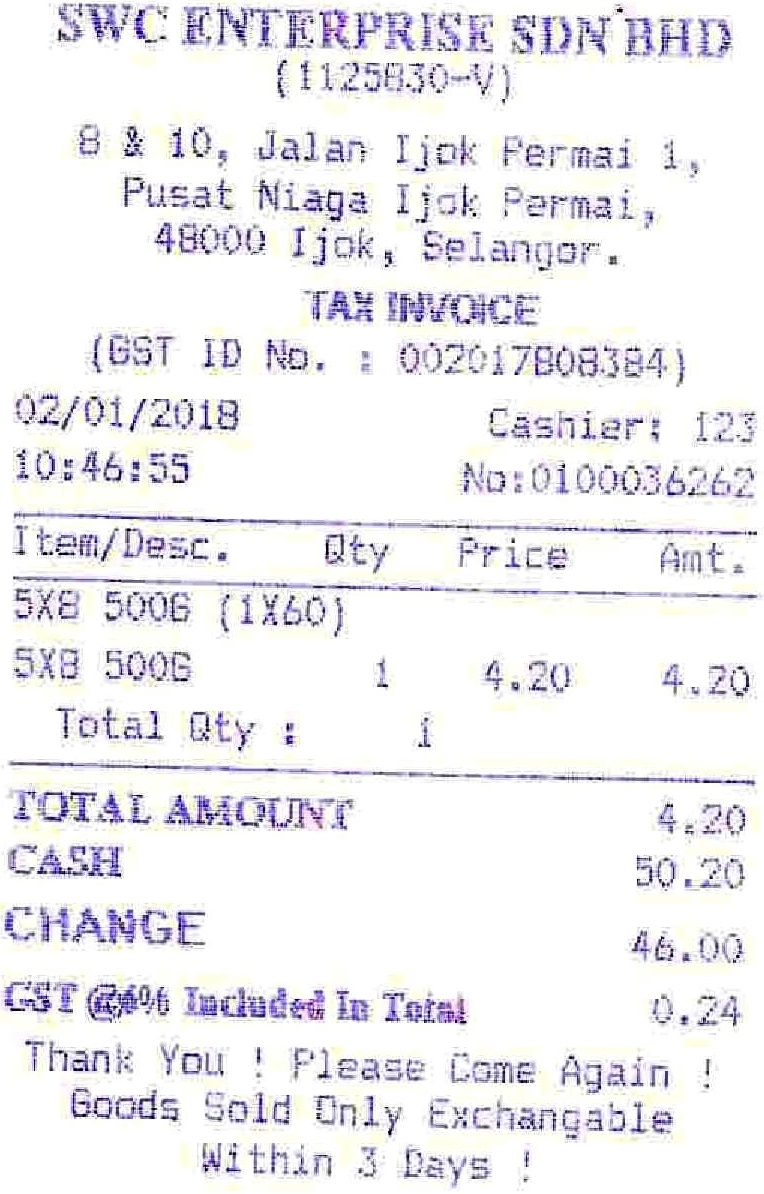 SWC ENTERPRISE SDN BHD
(1125830-V)
8 & 10, Jalan Ijok Permai 1,
Pusat Niaga Ijok Permai,
48000 Ijok, Selangor.
TAX INVOICE
(GST ID No. : 002017808384)
02/01/2018 Cashier: 123
10:46:55 No:0100036262
Item/Desc. Qty Price Amt.
5X8 500G (1X60)
5X8 500G 1 4.20 4.20
Total Qty : 1
TOTAL AMOUNT 4.20
CASH 50.20
CHANGE 46.00
GST @6% Included In Total 0.24
Thank You ! Please Come Again !
Goods Sold Only Exchangable
Within 3 Days !